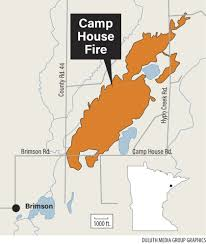 Camp
House
Fire
County Rd. 44
Hypo Creek Rd.
Brimson Rd.
Camp House Rd.
Brimson
1000 ft.
DULUTH MEDIA GROUP GRAPHICS